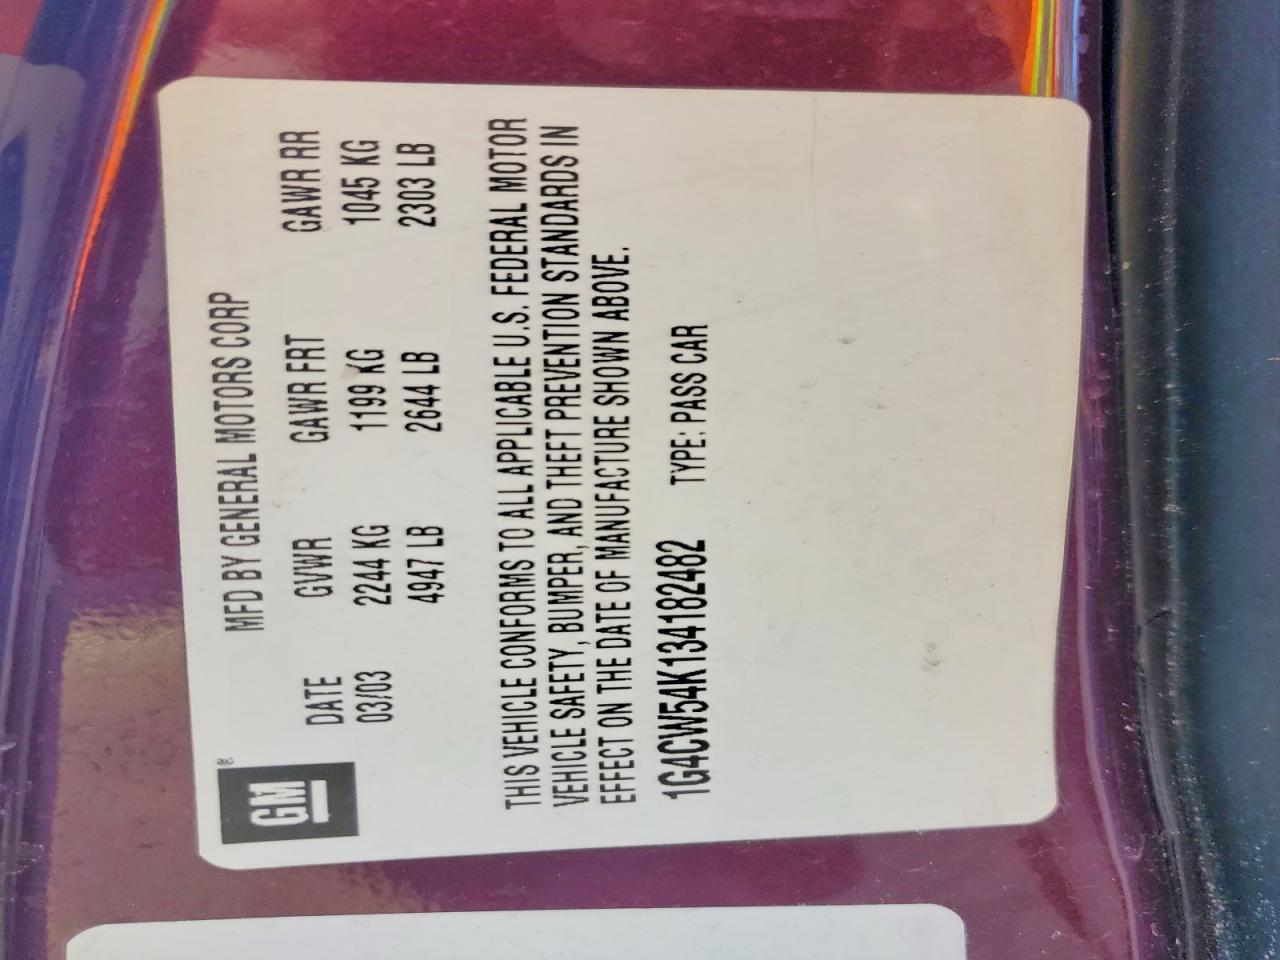 GM ®
MFD BY GENERAL MOTORS CORP
DATE GVWR GAWR FRT GAWR RR
03/03 2244 KG 1199 KG 1045 KG
4947 LB 2644 LB 2303 LB
THIS VEHICLE CONFORMS TO ALL APPLICABLE U.S. FEDERAL MOTOR
VEHICLE SAFETY, BUMPER, AND THEFT PREVENTION STANDARDS IN
EFFECT ON THE DATE OF MANUFACTURE SHOWN ABOVE.
1G4CW54K134182482 TYPE: PASS CAR